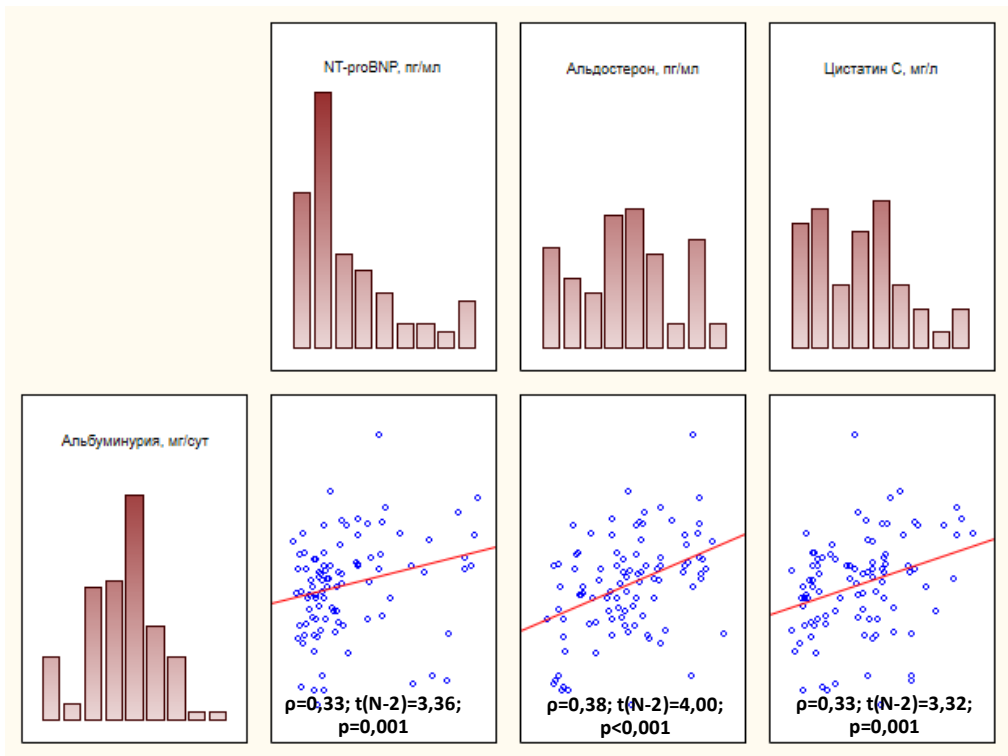 NT-proBNP, пг/мл
Альдостерон, пг/мл
Цистатин С, мг/л
Альбуминурия, мг/сут
ρ=0,33; t(N-2)=3,36;
p=0,001
ρ=0,38; t(N-2)=4,00;
p<0,001
ρ=0,33; t(N-2)=3,32;
p=0,001